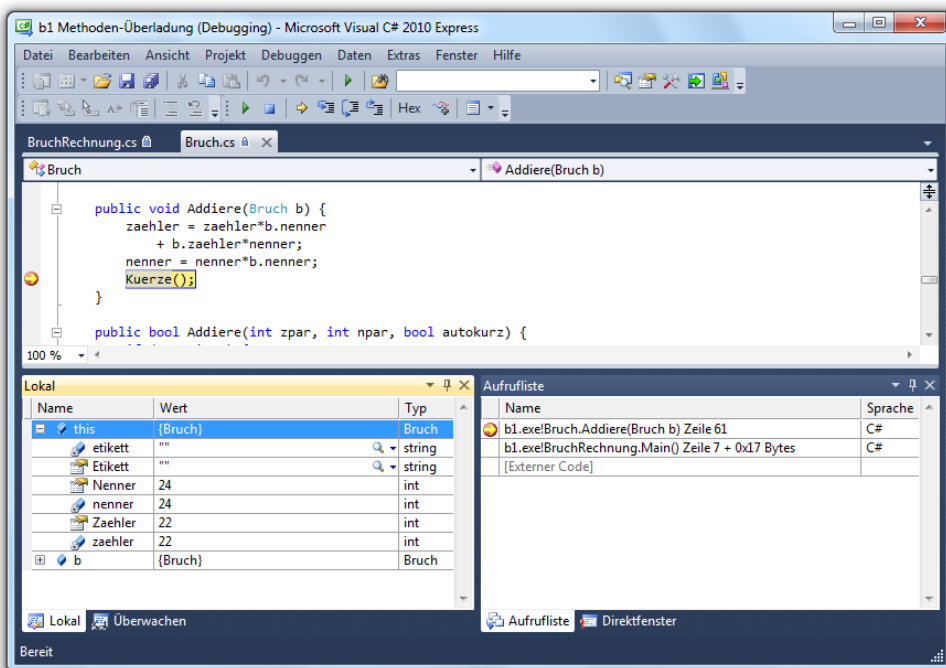 b1 Methoden-Überladung (Debugging) - Microsoft Visual C# 2010 Express
Datei Bearbeiten Ansicht Projekt Debuggen Daten Extras Fenster Hilfe
Hex
BruchRechnung.cs Bruch.cs
Bruch Addiere(Bruch b)
public void Addiere(Bruch b) {
zaehler = zaehler*b.nenner
+ b.zaehler*nenner;
nenner = nenner*b.nenner;
Kuerze();
}
public bool Addiere(int zpar, int npar, bool autokurz) {
100 %
Lokal
Name Wert Typ
this {Bruch} Bruch
etikett "" string
Etikett "" string
Nenner 24 int
nenner 24 int
Zaehler 22 int
zaehler 22 int
b {Bruch} Bruch
Lokal Überwachen
Aufrufliste
Name Sprache
b1.exe!Bruch.Addiere(Bruch b) Zeile 61 C#
b1.exe!BruchRechnung.Main() Zeile 7 + 0x17 Bytes C#
[Externer Code]
Aufrufliste Direktfenster
Bereit